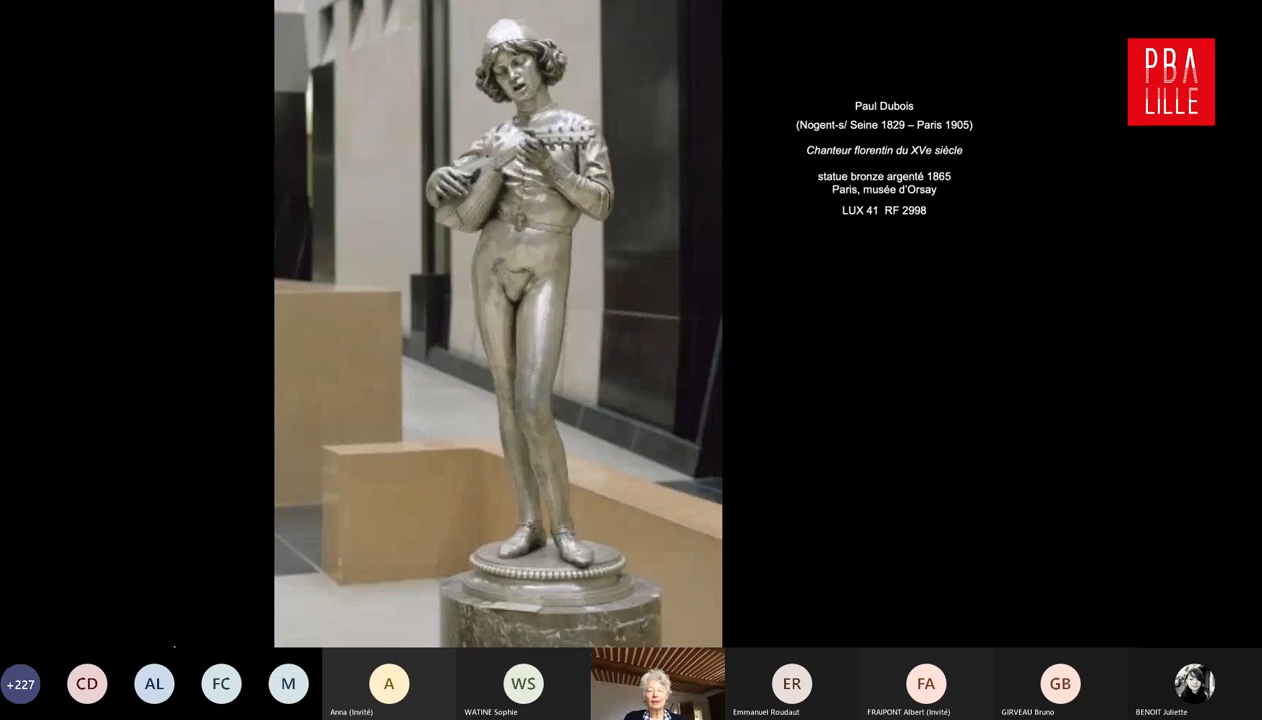 PBA
LILLE
Paul Dubois
(Nogent-s/ Seine 1829 – Paris 1905)
Chanteur florentin du XVe siècle
statue bronze argenté 1865
Paris, musée d'Orsay
LUX 41 RF 2998
+227
CD
AL
FC
M
A
Anna (Invité)
WS
WATINE Sophie
ER
Emmanuel Roudaut
FA
FRAIPONT Albert (Invité)
GB
GIRVEAU Bruno
BENOIT Juliette